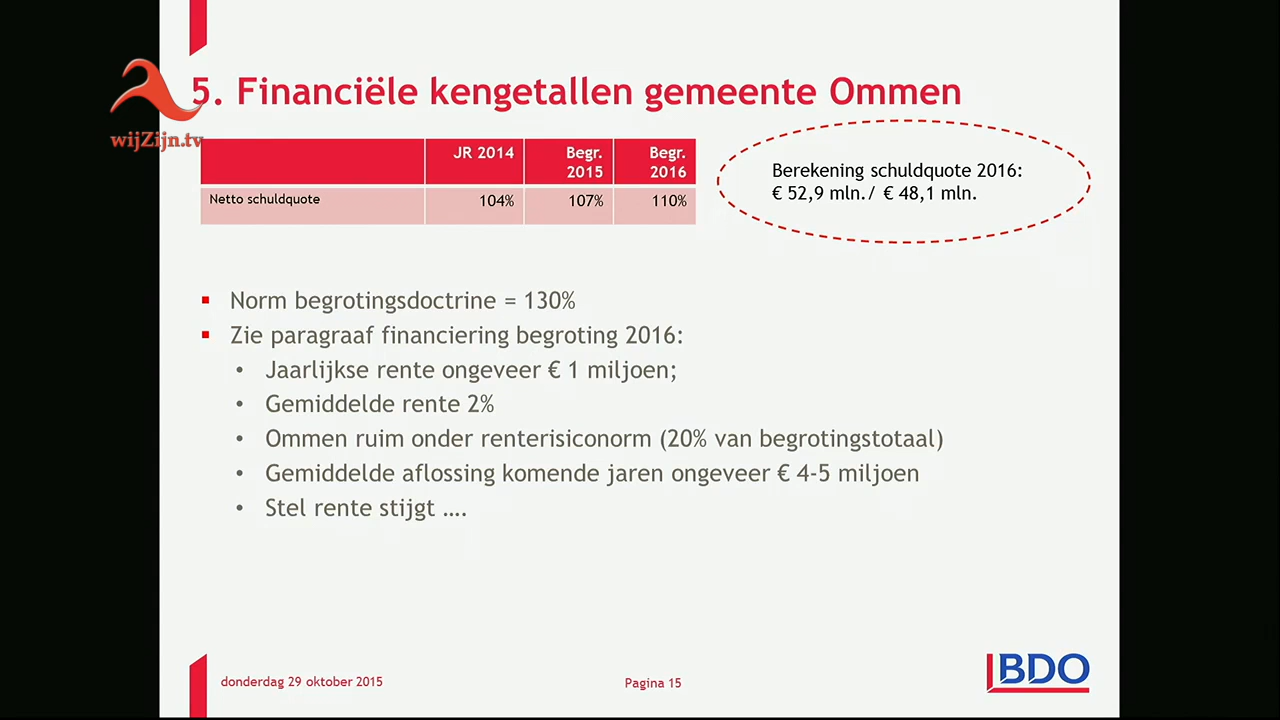 5. Financiële kengetallen gemeente Ommen
wijZijn.tv
JR 2014 Begr. 2015 Begr. 2016
Netto schuldquote 104% 107% 110%
Berekening schuldquote 2016:
€ 52,9 mln./ € 48,1 mln.
▪ Norm begrotingsdoctrine = 130%
▪ Zie paragraaf financiering begroting 2016:
• Jaarlijkse rente ongeveer € 1 miljoen;
• Gemiddelde rente 2%
• Ommen ruim onder renterisiconorm (20% van begrotingstotaal)
• Gemiddelde aflossing komende jaren ongeveer € 4-5 miljoen
• Stel rente stijgt ….
donderdag 29 oktober 2015
Pagina 15
BDO